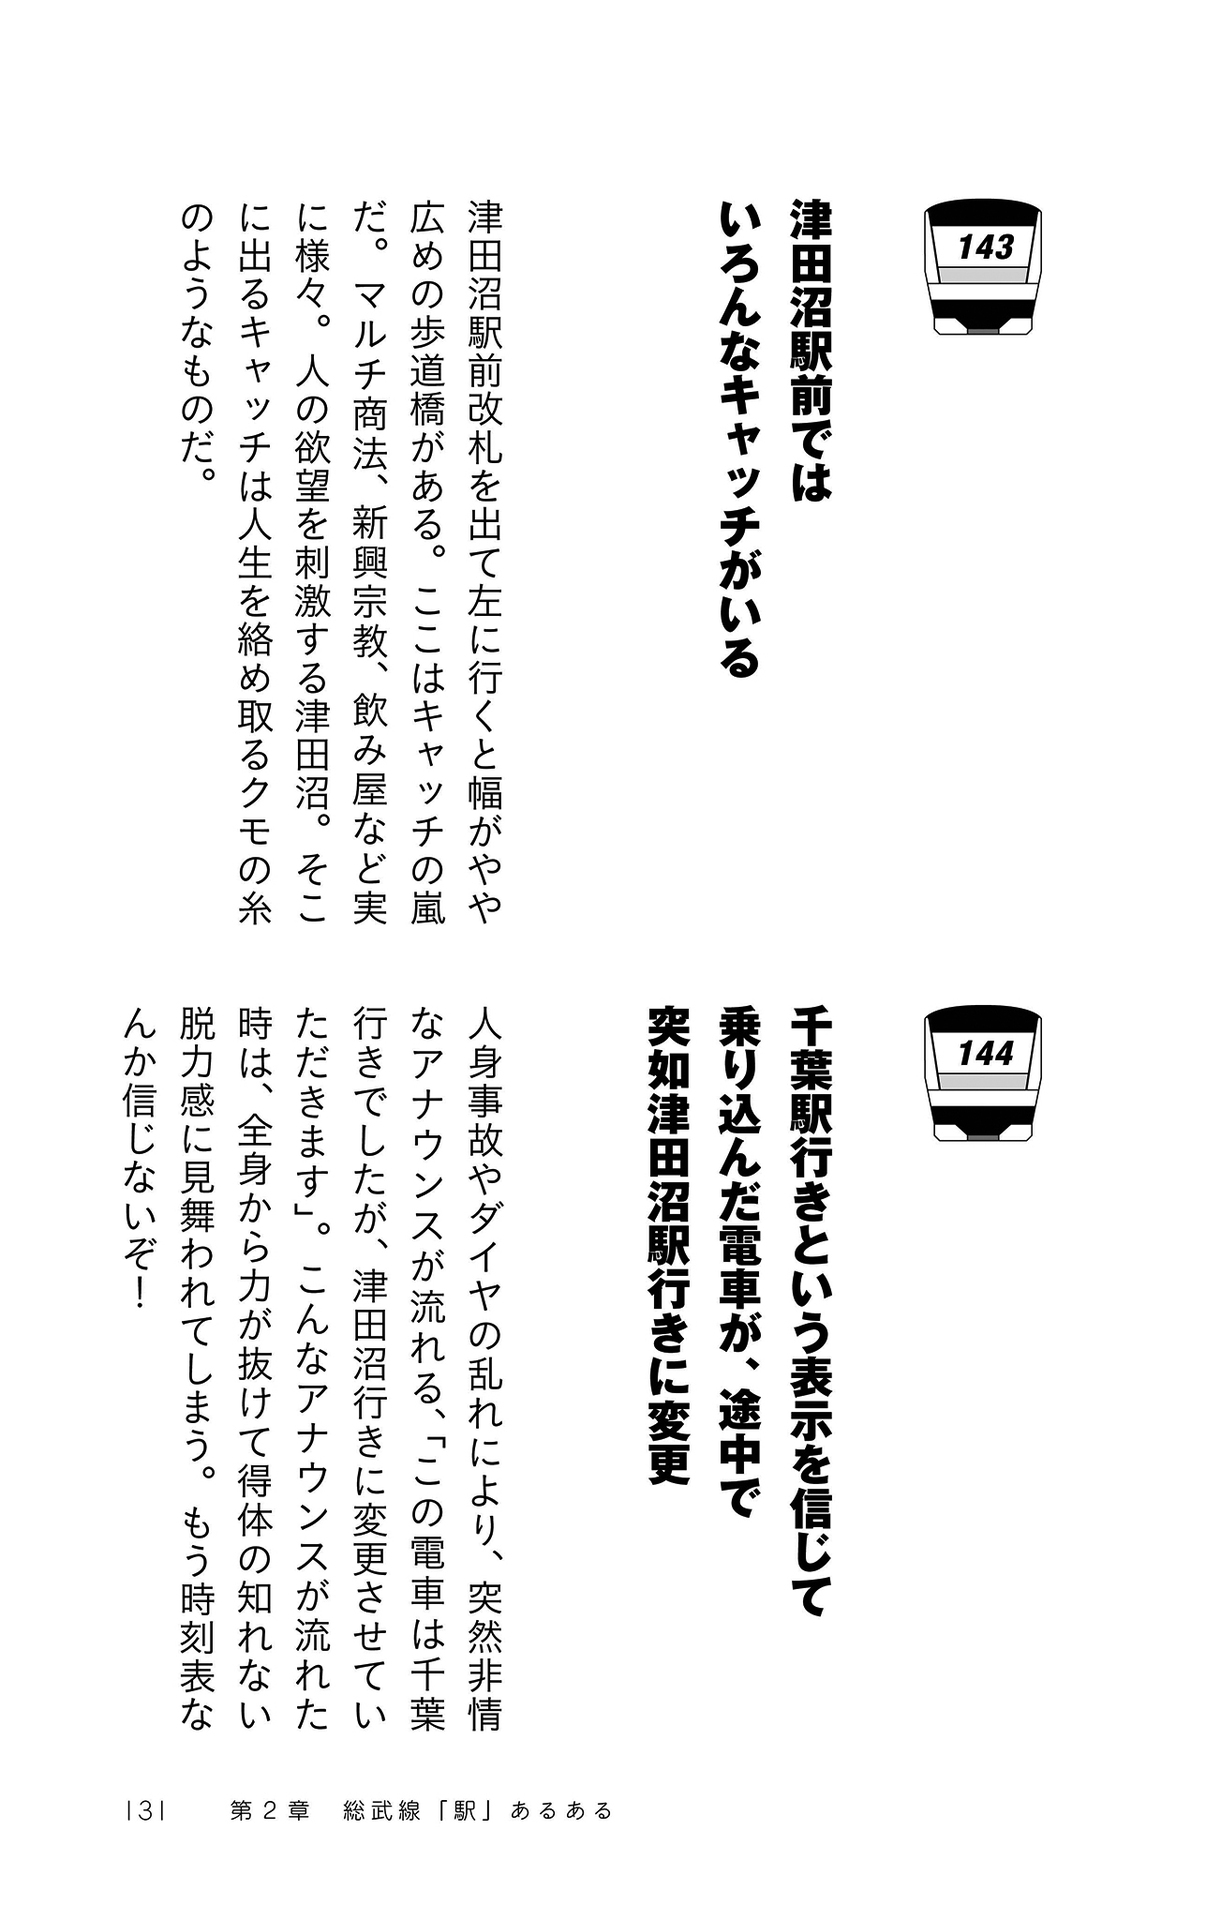 143
津田沼駅前では
いろんなキャッチがいる
津田沼駅前改札を出て左に行くと幅がやや
広めの歩道橋がある。ここはキャッチの嵐
だ。マルチ商法、新興宗教、飲み屋など実
に様々。人の欲望を刺激する津田沼。そこ
に出るキャッチは人生を絡め取るクモの糸
のようなものだ。
144
千葉駅行きという表示を信じて
乗り込んだ電車が、途中で
突如津田沼駅行きに変更
人身事故やダイヤの乱れにより、突然非情
なアナウンスが流れる、「この電車は千葉
行きでしたが、津田沼行きに変更させてい
ただきます」。こんなアナウンスが流れた
時は、全身から力が抜けて得体の知れない
脱力感に見舞われてしまう。もう時刻表な
んか信じないぞ！
131 第2章 総武線「駅」あるある